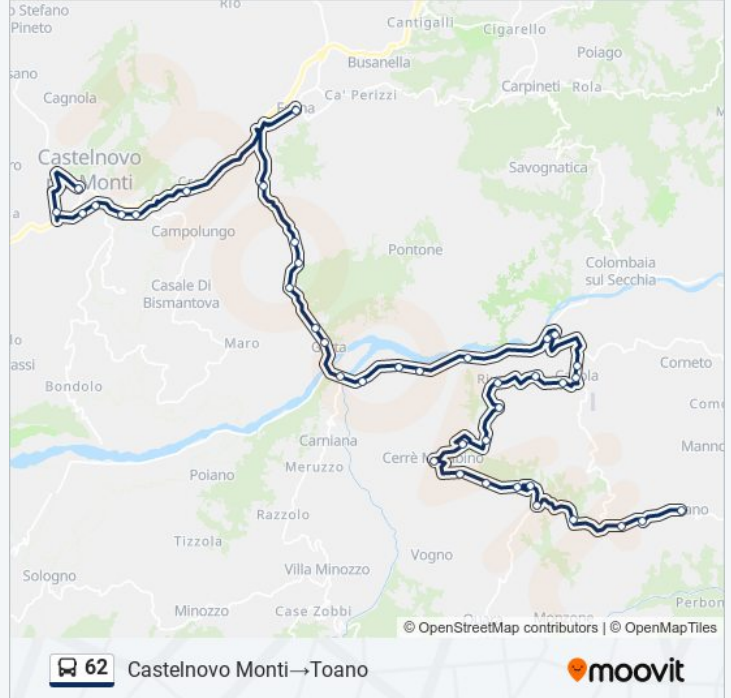 Stefano
Pineto
Rio
Cantigalli
Cigarello
Busanella
Poiago
Carpineti
Rola
Cagnola
Ca' Perizzi
Castelnovo
Monti
Savognatica
Campolungo
Pontone
Colombaia
sul Secchia
Casale Di
Bismantova
Maro
Cometo
Bondolo
Carniana
Cerrè
Meruzzo
Poiano
Razzolo
Tizzola
Vogno
Sologno
Villa Minozzo
Minozzo
Case Zobbi
© OpenStreetMap contributors | © OpenMapTiles
62 Castelnovo Monti→Toano
moovit